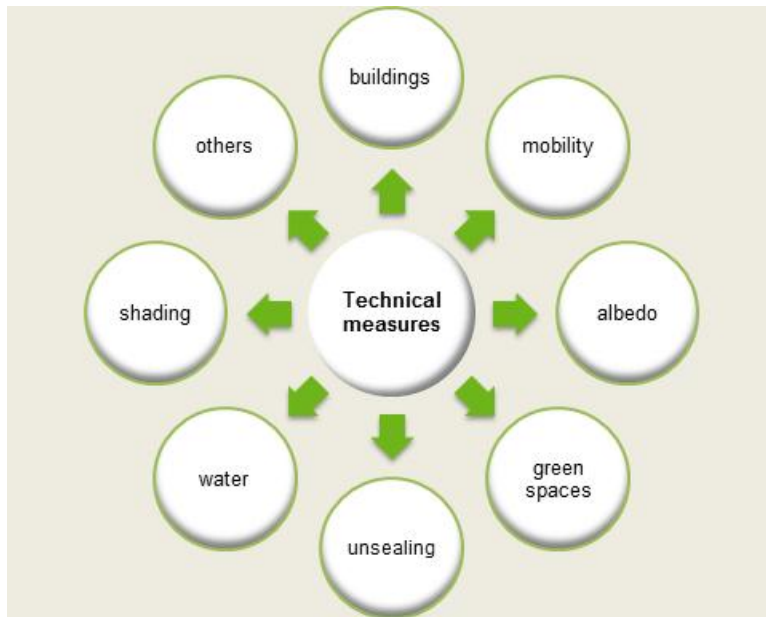 buildings
others
mobility
shading
Technical
measures
albedo
water
green
spaces
unsealing